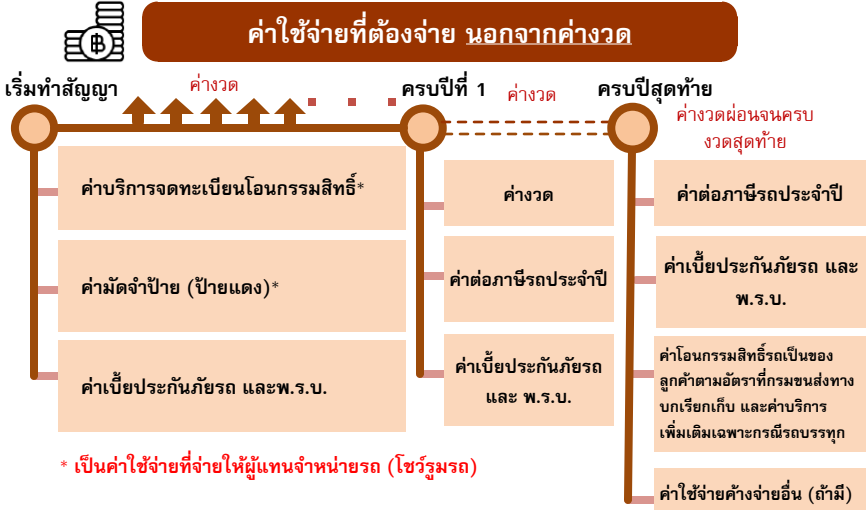 ค่าใช้จ่ายที่ต้องจ่าย นอกจากค่างวด
เริ่มทำสัญญา
ค่างวด
ครบปีที่ 1
ค่างวด
ครบปีสุดท้าย
ค่างวดผ่อนจนครบ
งวดสุดท้าย
ค่าบริการจดทะเบียนโอนกรรมสิทธิ์*
ค่ามัดจำป้าย (ป้ายแดง)*
ค่าเบี้ยประกันภัยรถ และพ.ร.บ.
ค่างวด
ค่าต่อภาษีรถประจำปี
ค่าเบี้ยประกันภัยรถ
และ พ.ร.บ.
ค่าต่อภาษีรถประจำปี
ค่าเบี้ยประกันภัยรถ และ
พ.ร.บ.
ค่าโอนกรรมสิทธิ์รถเป็นของ
ลูกค้าตามอัตราที่กรมขนส่งทาง
บกเรียกเก็บ และค่าบริการ
เพิ่มเติมเฉพาะกรณีรถบรรทุก
ค่าใช้จ่ายค้างจ่ายอื่น (ถ้ามี)
* เป็นค่าใช้จ่ายที่จ่ายให้ผู้แทนจำหน่ายรถ (โชว์รูมรถ)